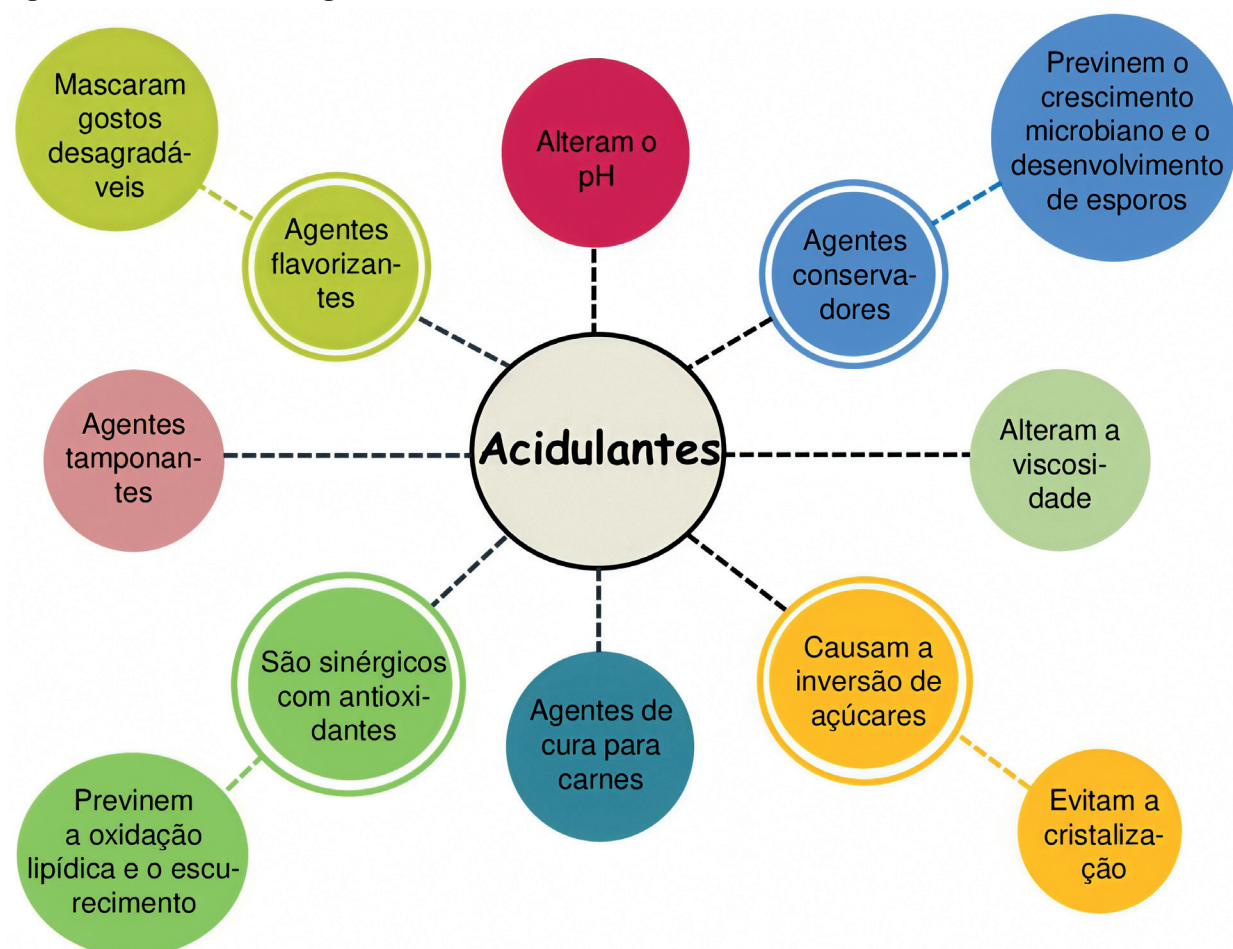 Mascaram
gostos
desagradá-
veis
Agentes
flavorizan-
tes
Alteram o
pH
Agentes
conserva-
dores
Previnem o
crescimento
microbiano e o
desenvolvimento
de esporos
Agentes
tamponan-
tes
Acidulantes
Alteram a
viscosi-
dade
São sinérgicos
com antioxi-
dantes
Previnem
a oxidação
lipídica e o escu-
recimento
Agentes de
cura para
carnes
Causam a
inversão de
açúcares
Evitam a
cristaliza-
ção